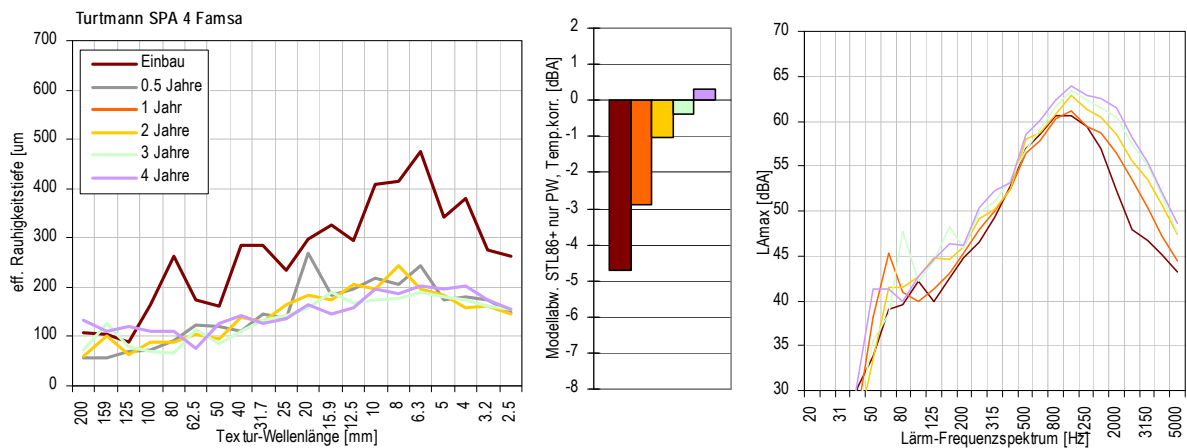 Turtmann SPA 4 Famsa
700
600
500
400
300
200
100
0
eff. Rauhigkeitstiefe [um
Einbau
0.5 Jahre
1 Jahr
2 Jahre
3 Jahre
4 Jahre
200 159 125 100 80 62.5 50 40 31.7 25 20 15.9 12.5 10 8 6.3 5 4 3.2 2.5
Textur-Wellenlänge [mm]
2
1
0
-1
-2
-3
-4
-5
-6
-7
-8
Modellabw. STL86+ nur PW, Temp.korr. [dBA]
70
65
60
55
50
45
40
35
30
LAmax [dBA]
20 31 50 80 125 200 315 500 800 1250 2000 3150 5000
Lärm-Frequenzspektrum [Hz]